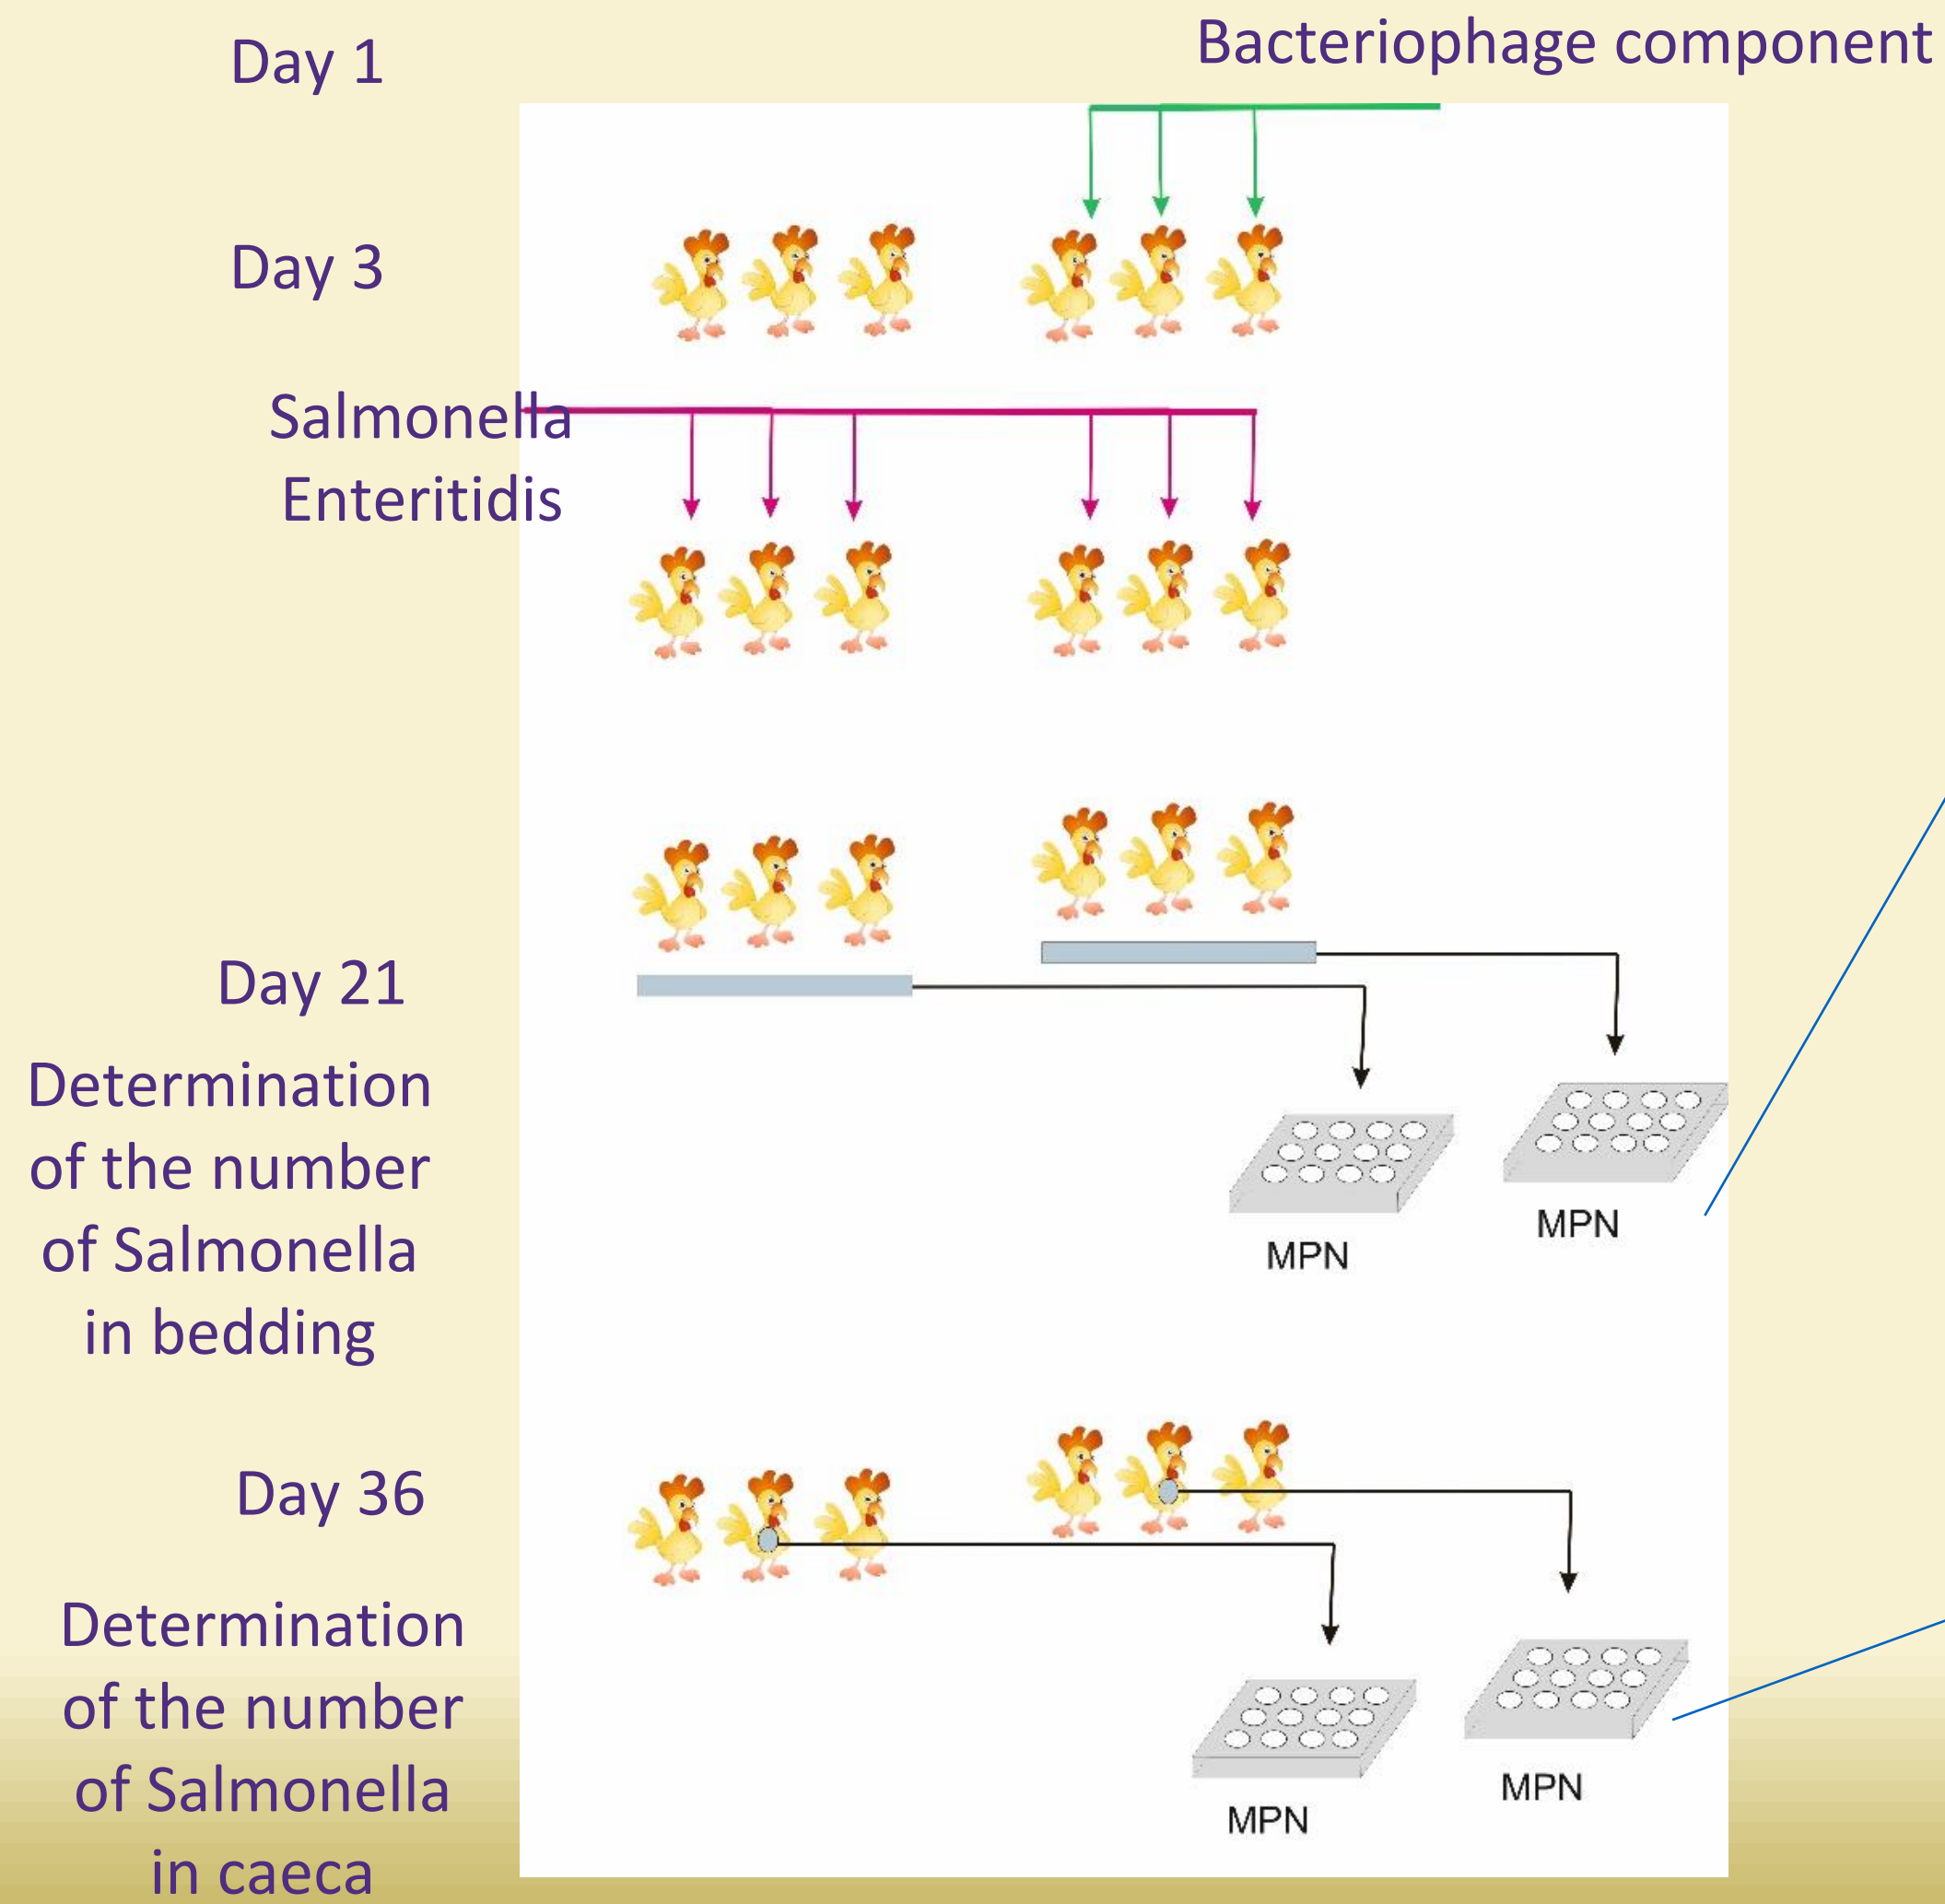 Day 1
Bacteriophage component
Day 3
Salmonella
Enteritidis
Day 21
Determination
of the number
of Salmonella
in bedding
MPN
MPN
Day 36
Determination
of the number
of Salmonella
in caeca
MPN
MPN